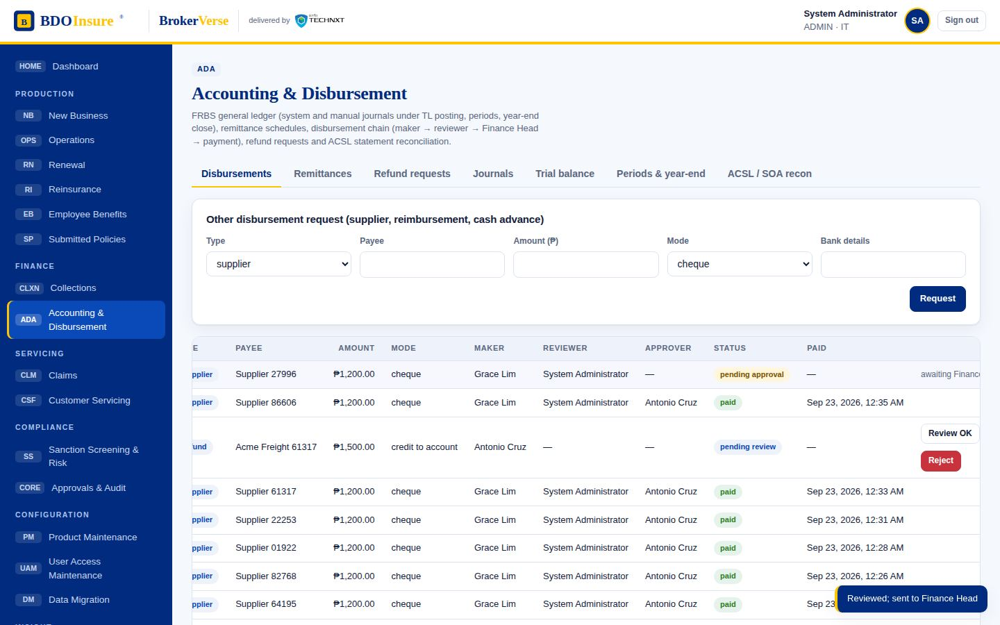 B BDOInsure ®
BrokerVerse
delivered by
TECHNXT
System Administrator
ADMIN · IT
SA
Sign out
HOME Dashboard
PRODUCTION
NB New Business
OPS Operations
RN Renewal
RI Reinsurance
EB Employee Benefits
SP Submitted Policies
FINANCE
CLXN Collections
ADA Accounting &
Disbursement
SERVICING
CLM Claims
CSF Customer Servicing
COMPLIANCE
SS Sanction Screening &
Risk
CORE Approvals & Audit
CONFIGURATION
PM Product Maintenance
UAM User Access
Maintenance
DM Data Migration
ADA
Accounting & Disbursement
FRBS general ledger (system and manual journals under TL posting, periods, year-end
close), remittance schedules, disbursement chain (maker → reviewer → Finance Head
→ payment), refund requests and ACSL statement reconciliation.
Disbursements Remittances Refund requests Journals Trial balance Periods & year-end ACSL / SOA recon
Other disbursement request (supplier, reimbursement, cash advance)
Type Payee Amount (₱) Mode Bank details
supplier cheque
Request
E PAYEE AMOUNT MODE MAKER REVIEWER APPROVER STATUS PAID
pplier Supplier 27996 ₱1,200.00 cheque Grace Lim System Administrator — pending approval — awaiting Finance
pplier Supplier 86606 ₱1,200.00 cheque Grace Lim System Administrator Antonio Cruz paid Sep 23, 2026, 12:35 AM
und Acme Freight 61317 ₱1,500.00 credit to account Antonio Cruz — — pending review — Review OK
Reject
pplier Supplier 61317 ₱1,200.00 cheque Grace Lim System Administrator Antonio Cruz paid Sep 23, 2026, 12:33 AM
pplier Supplier 22253 ₱1,200.00 cheque Grace Lim System Administrator Antonio Cruz paid Sep 23, 2026, 12:31 AM
pplier Supplier 01922 ₱1,200.00 cheque Grace Lim System Administrator Antonio Cruz paid Sep 23, 2026, 12:28 AM
pplier Supplier 82768 ₱1,200.00 cheque Grace Lim System Administrator Antonio Cruz paid Sep 23, 2026, 12:26 AM
pplier Supplier 64195 ₱1,200.00 cheque Grace Lim System Administrator Antonio Cruz paid Sep 23
Reviewed; sent to Finance Head